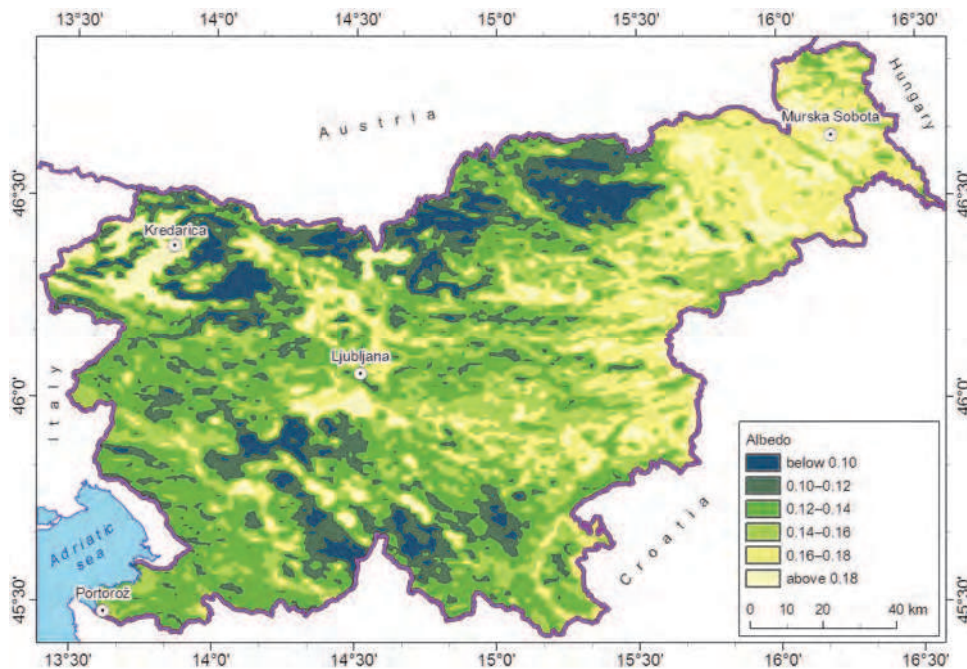 13°30' 14°0' 14°30' 15°0' 15°30' 16°0' 16°30'
Hungary
Murska Sobota
Austria
46°30' 46°30'
Kredarica
Ljubljana
46°0' 46°0'
Italy
Albedo
below 0.10
0.10–0.12
0.12–0.14
0.14–0.16
0.16–0.18
above 0.18
Croatia
Adriatic
sea
Portorož
45°30' 45°30'
0 10 20 40 km
13°30' 14°0' 14°30' 15°0' 15°30' 16°0' 16°30'